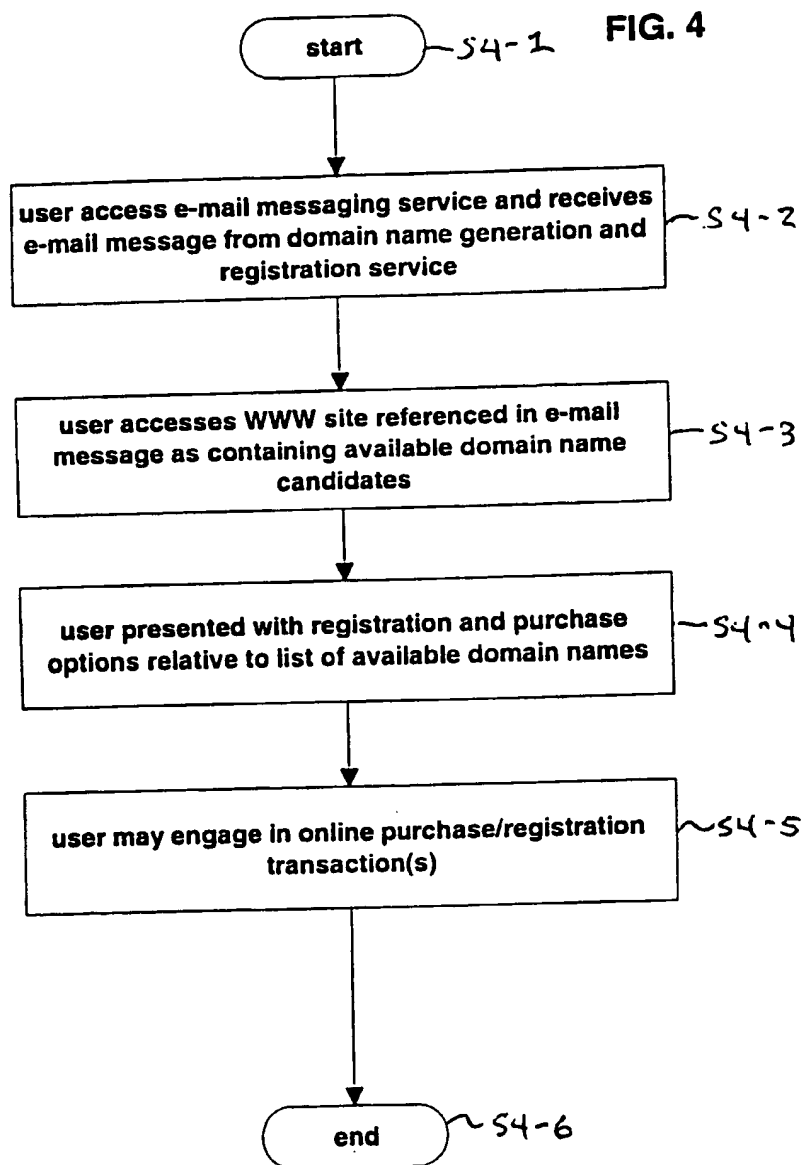 FIG. 4
start
S4-1
user access e-mail messaging service and receives
e-mail message from domain name generation and
registration service
S4-2
user accesses WWW site referenced in e-mail
message as containing available domain name
candidates
S4-3
user presented with registration and purchase
options relative to list of available domain names
S4-4
user may engage in online purchase/registration
transaction(s)
S4-5
end
S4-6